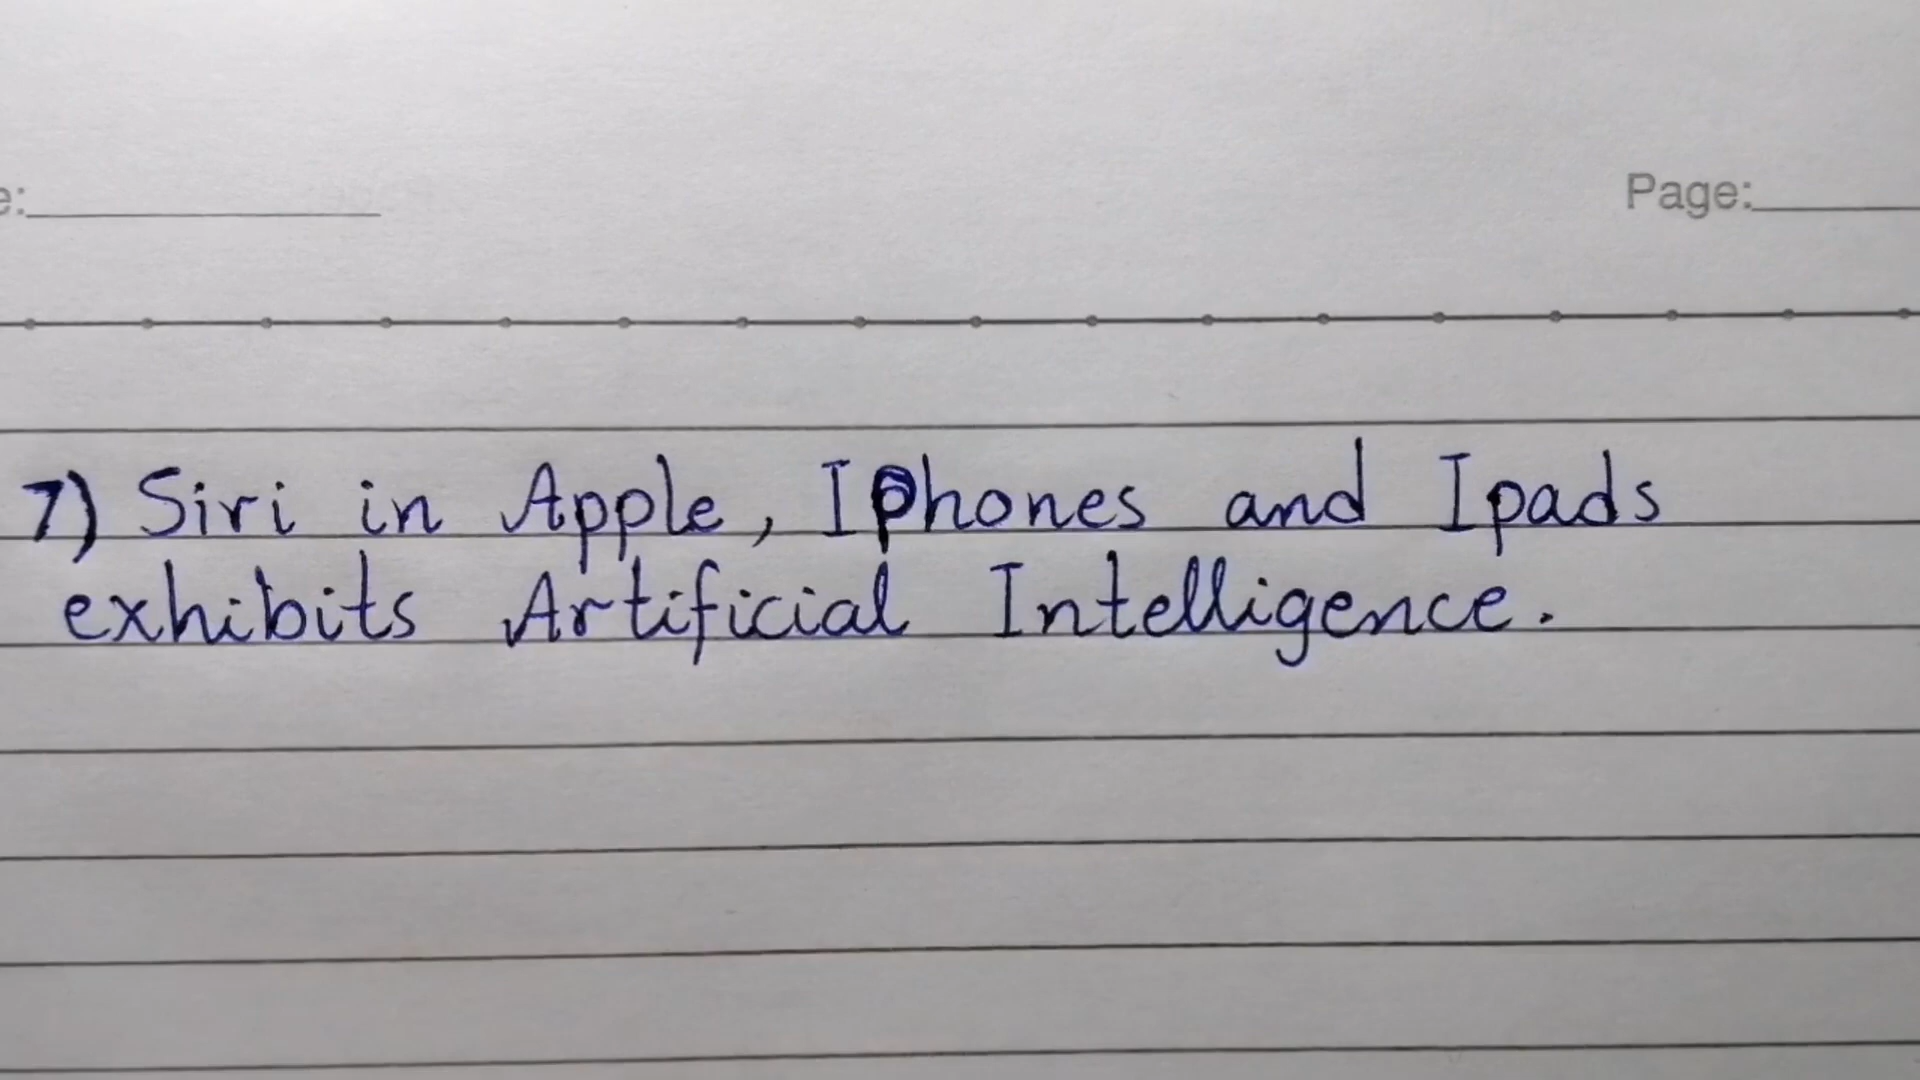 e:
Page:
7) Siri in Apple, IPhones and Ipads
exhibits Artificial Intelligence.